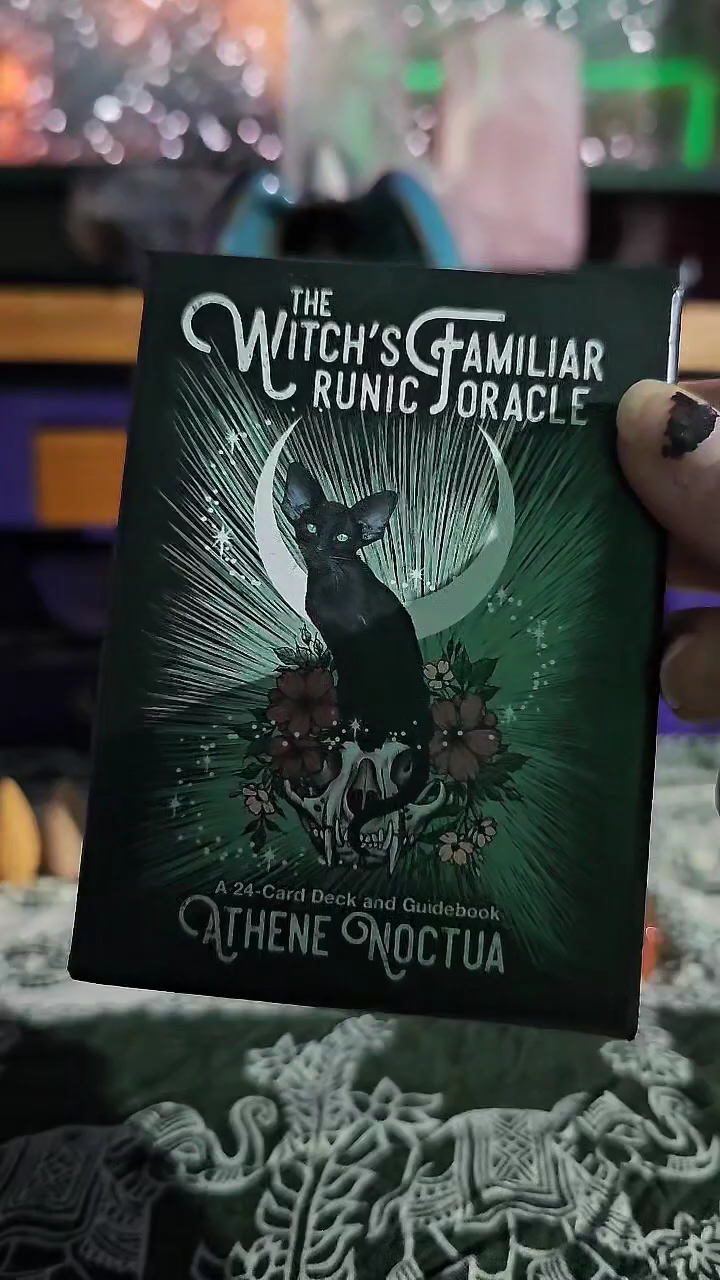 THE
WITCH'S FAMILIAR
RUNIC ORACLE
A 24-Card Deck and Guidebook
ATHENE NOCTUA